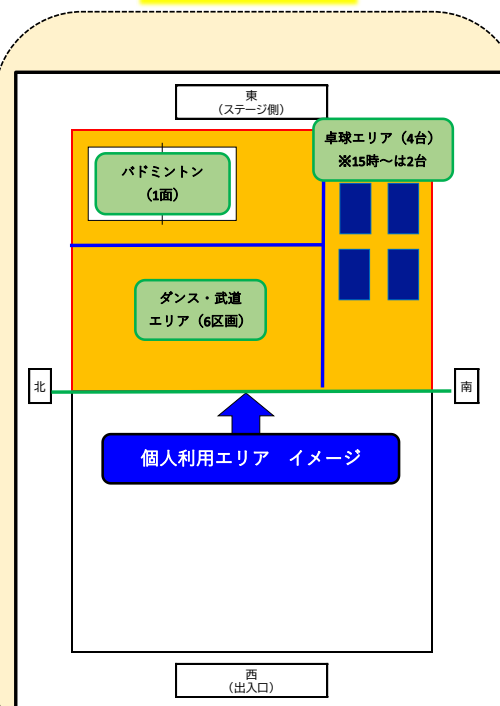 東
（ステージ側）
卓球エリア（4台）
※15時～は2台
バドミントン
（1面）
ダンス・武道
エリア（6区画）
北
南
個人利用エリア　イメージ
西
（出入口）